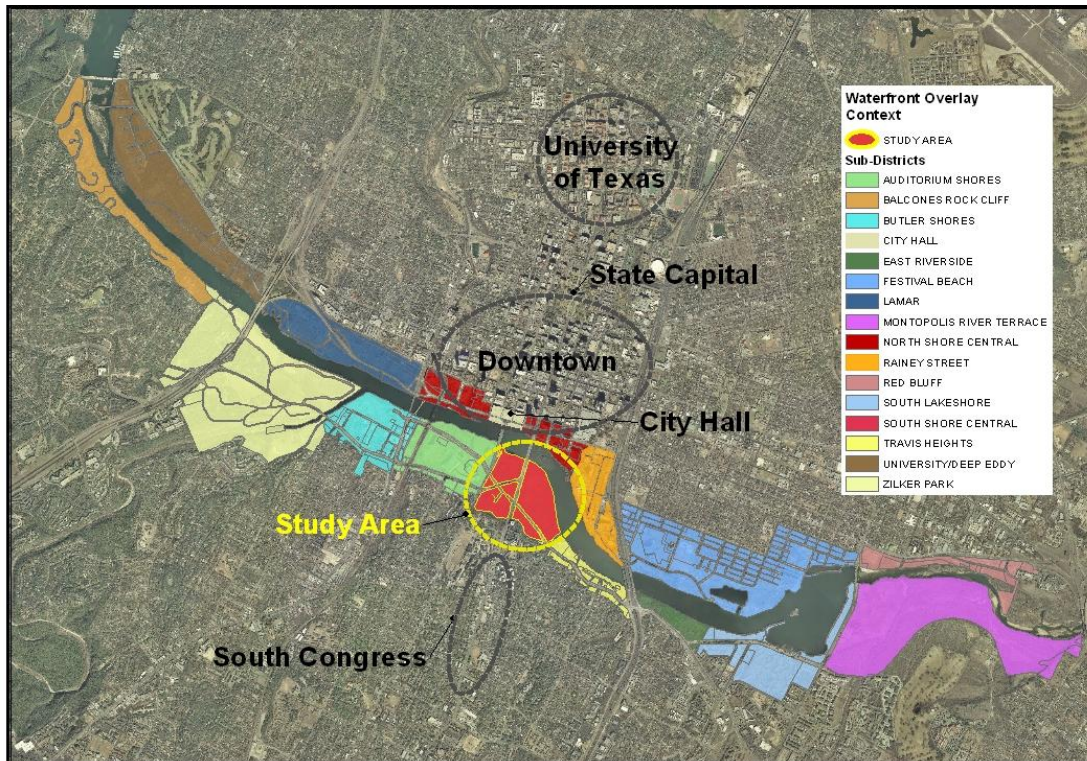 University
of Texas
State Capital
Downtown
City Hall
Study Area
South Congress
Waterfront Overlay
Context
STUDY AREA
Sub-Districts
AUDITORIUM SHORES
BALCONES ROCK CLIFF
BUTLER SHORES
CITY HALL
EAST RIVERSIDE
FESTIVAL BEACH
LAMAR
MONTOPOLIS RIVER TERRACE
NORTH SHORE CENTRAL
RAINEY STREET
RED BLUFF
SOUTH LAKESHORE
SOUTH SHORE CENTRAL
TRAVIS HEIGHTS
UNIVERSITY/DEEP EDDY
ZILKER PARK